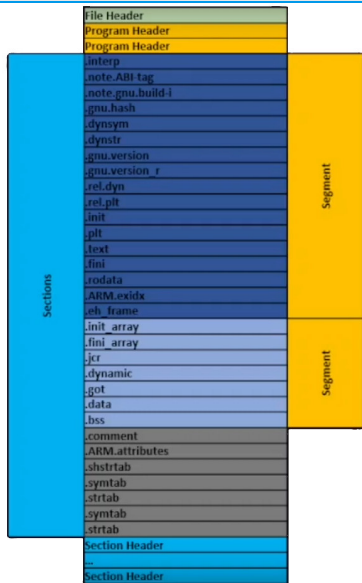 File Header
Program Header
Program Header
.interp
.note.ABI-tag
.note.gnu.build-i
.gnu.hash
.dynsym
.dynstr
.gnu.version
.gnu.version_r
.rel.dyn
.rel.plt
.init
.plt
.text
.fini
.rodata
.ARM.exidx
.eh_frame
Segment
Sections
.init_array
.fini_array
.jcr
.dynamic
.got
.data
.bss
Segment
.comment
.ARM.attributes
.shstrtab
.symtab
.strtab
.symtab
.strtab
Section Header
...
Section Header